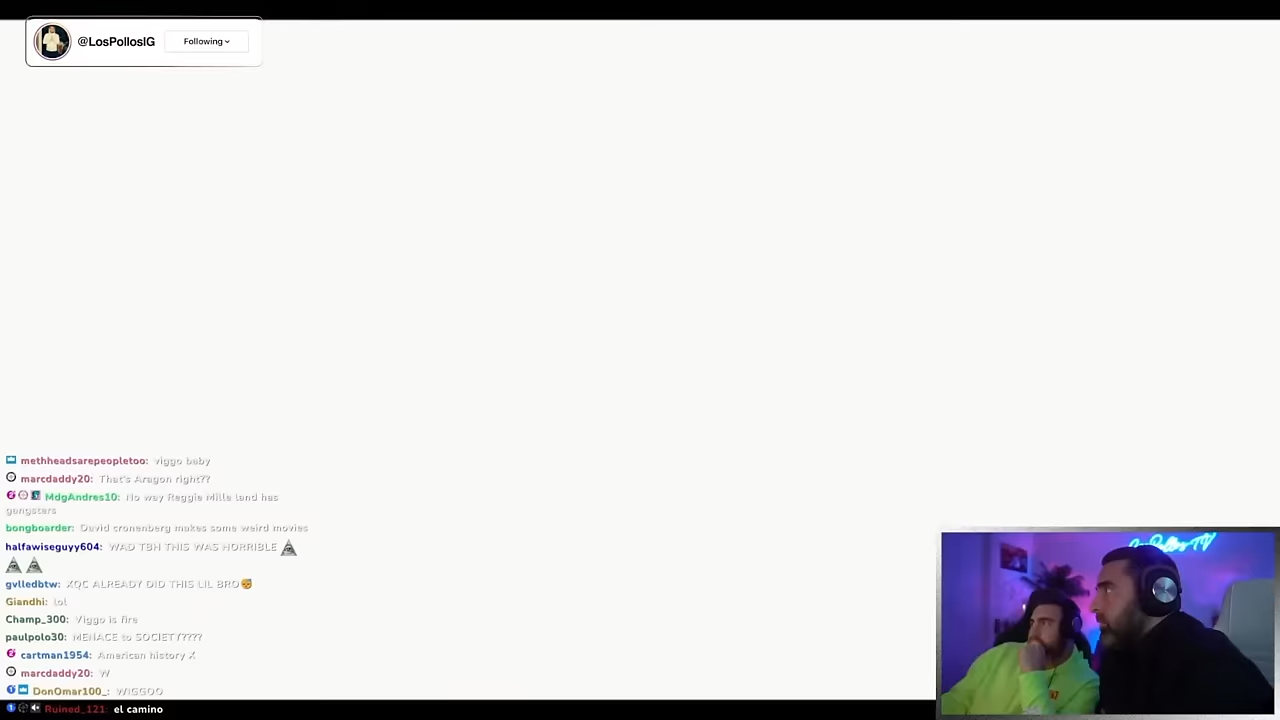 @LosPollosIG Following
methheadsarepeopletoo: viggo baby
marcdaddy20: That's Aragon right??
MdgAndres10: No way Reggie Mille land has
gangsters
bongboarder: David cronenberg makes some weird movies
halfawiseguyy604: WAD TBH THIS WAS HORRIBLE
gvlledbtw: XQC ALREADY DID THIS LIL BRO
Giandhi: lol
Champ_300: Viggo is fire
paulpolo30: MENACE to SOCIETY????
cartman1954: American history X
marcdaddy20: W
DonOmar100_: WIGGOO
Ruined_121: el camino
LosPollosTV